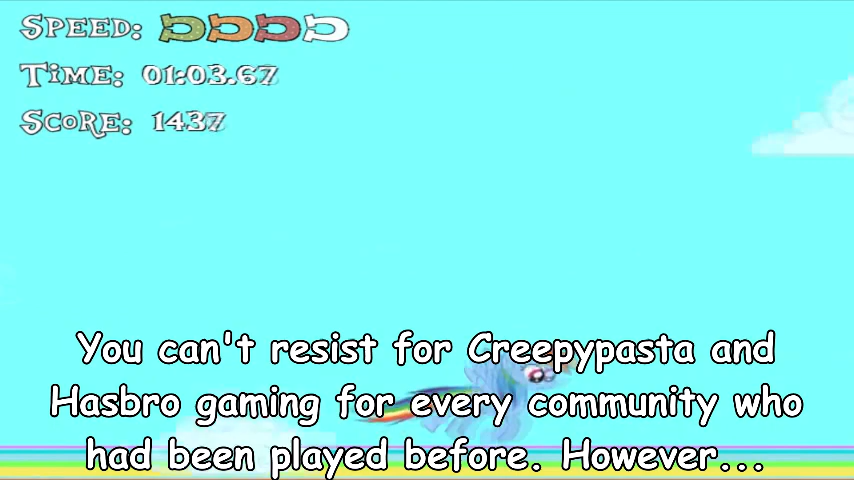 SPEED:
TIME: 01:03.67
SCORE: 1437
You can't resist for Creepypasta and
Hasbro gaming for every community who
had been played before. However...